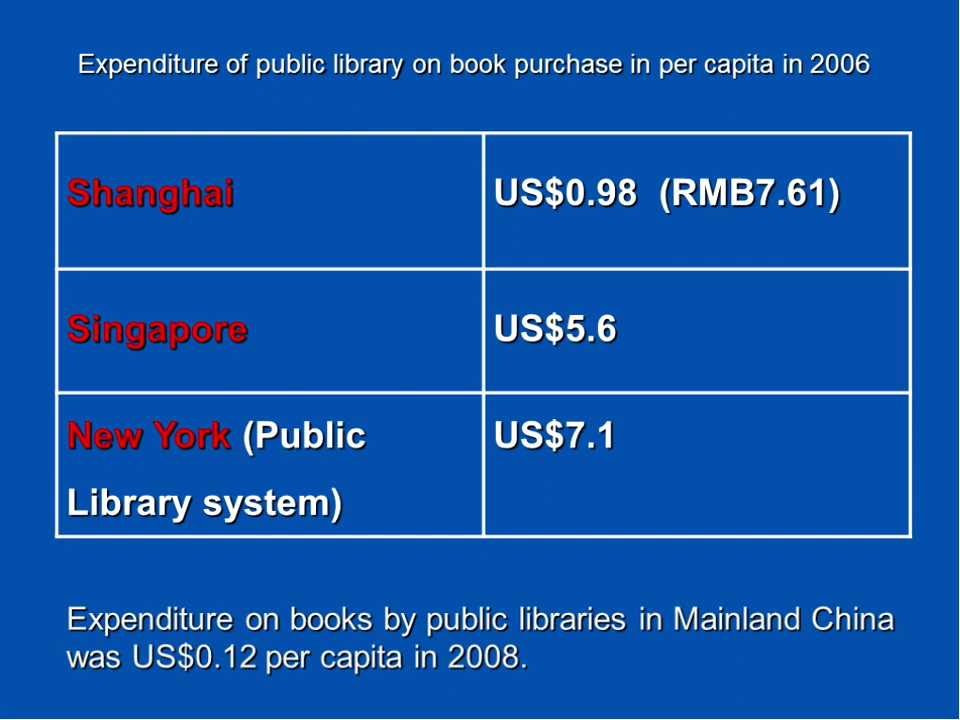 Expenditure of public library on book purchase in per capita in 2006
Shanghai US$0.98 (RMB7.61)
Singapore US$5.6
New York (Public US$7.1
Library system)
Expenditure on books by public libraries in Mainland China
was US$0.12 per capita in 2008.